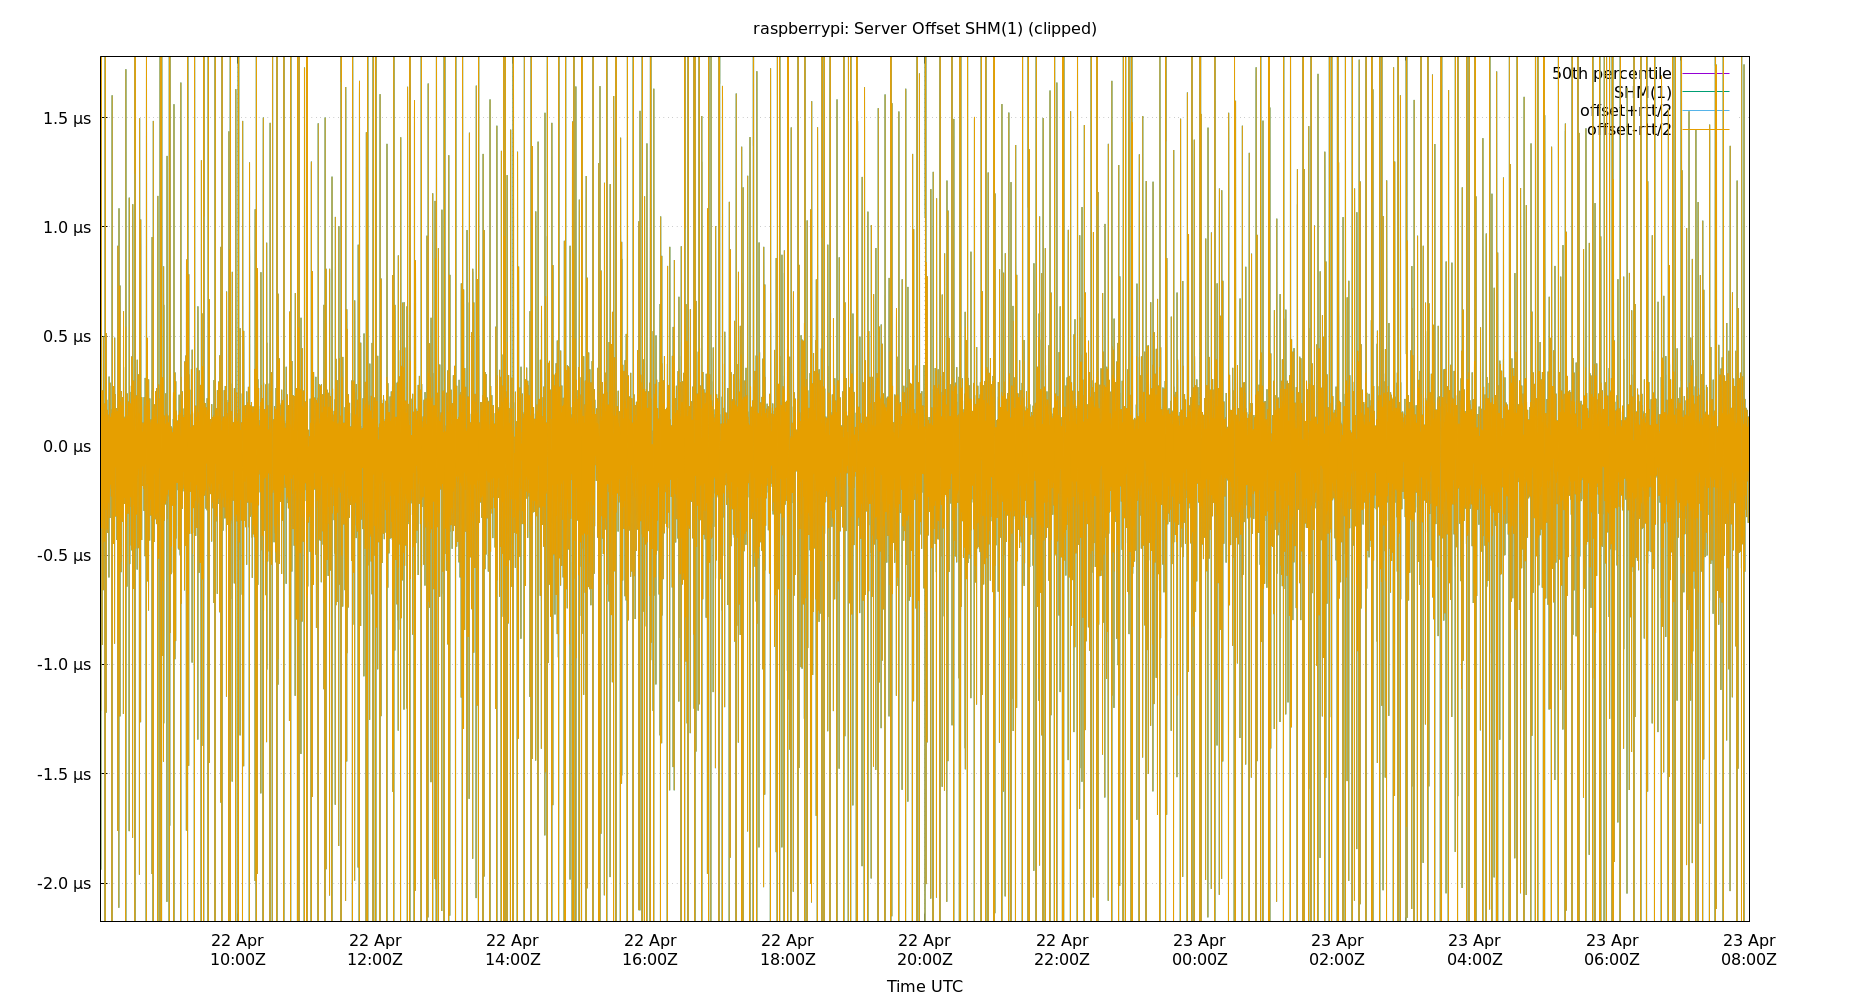 raspberrypi: Server Offset SHM(1) (clipped)
50th percentile
SHM(1)
offset+rtt/2
offset-rtt/2
1.5 µs
1.0 µs
0.5 µs
0.0 µs
-0.5 µs
-1.0 µs
-1.5 µs
-2.0 µs
22 Apr 22 Apr 22 Apr 22 Apr 22 Apr 22 Apr 22 Apr 23 Apr 23 Apr 23 Apr 23 Apr 23 Apr
10:00Z 12:00Z 14:00Z 16:00Z 18:00Z 20:00Z 22:00Z 00:00Z 02:00Z 04:00Z 06:00Z 08:00Z
Time UTC